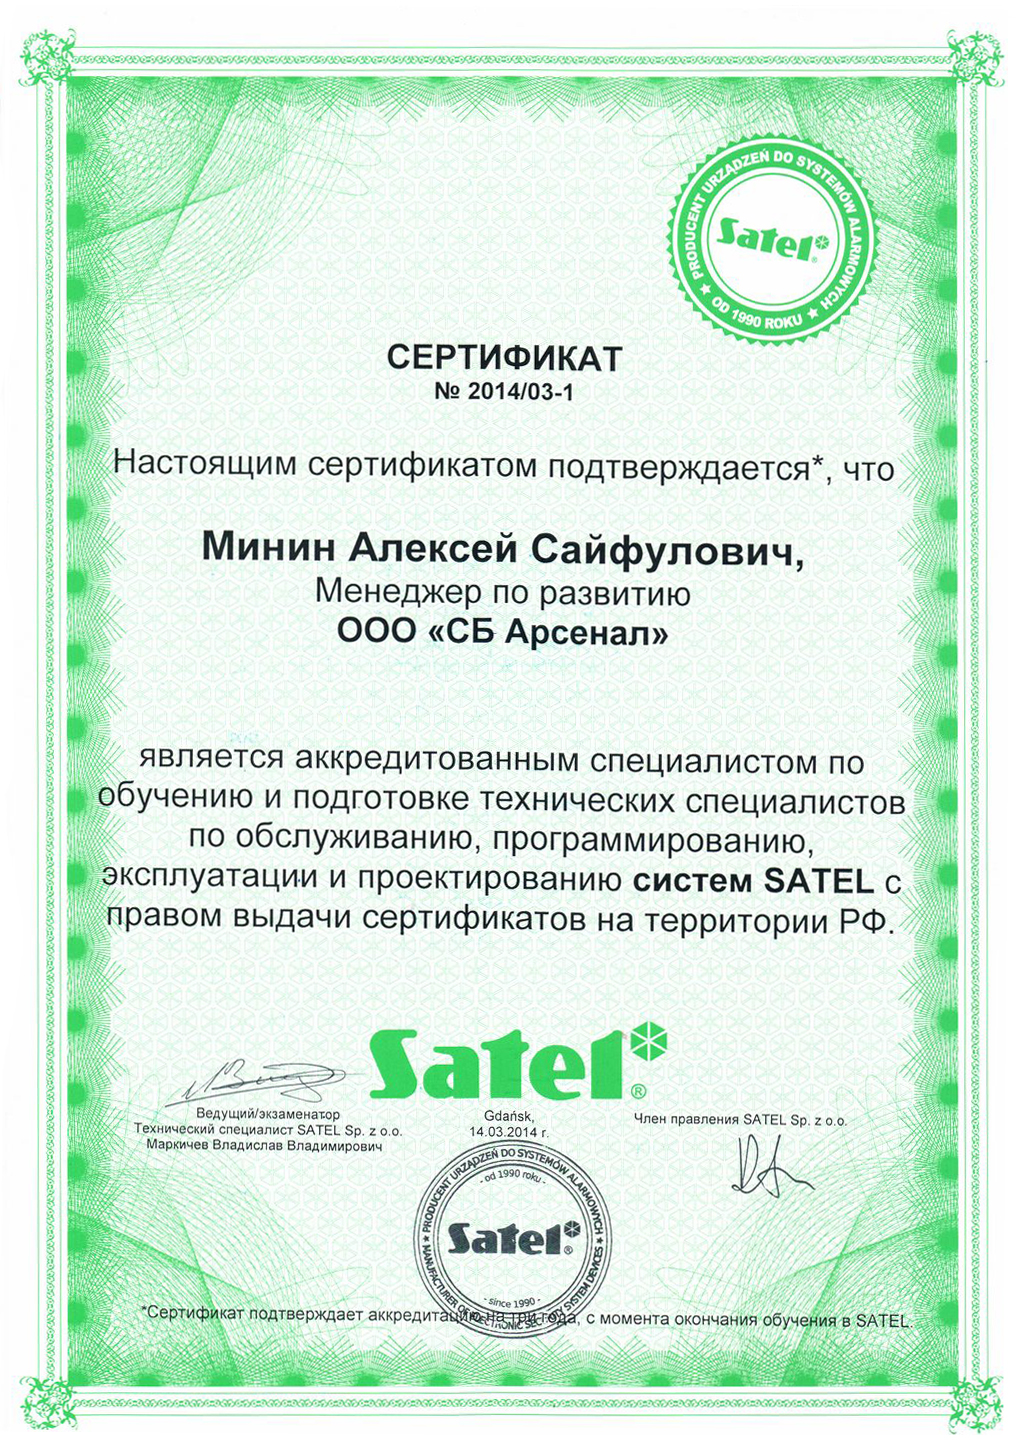 PRODUCENT URZĄDZEŃ DO SYSTEMÓW ALARMOWYCH
Satel®
★ OD 1990 ROKU ★
СЕРТИФИКАТ
№ 2014/03-1
Настоящим сертификатом подтверждается*, что
Минин Алексей Сайфулович,
Менеджер по развитию
ООО «СБ Арсенал»
является аккредитованным специалистом по
обучению и подготовке технических специалистов
по обслуживанию, программированию,
эксплуатации и проектированию систем SATEL с
правом выдачи сертификатов на территории РФ.
Satel®
Ведущий/экзаменатор
Технический специалист SATEL Sp. z o.o.
Маркичев Владислав Владимирович
Gdańsk,
14.03.2014 г.
Член правления SATEL Sp. z o.o.
PRODUCENT URZĄDZEŃ DO SYSTEMÓW ALARMOWYCH
- od 1990 roku -
Satel®
- since 1990 -
MANUFACTURER OF ELECTRONIC SECURITY SYSTEM DEVICES
*Сертификат подтверждает аккредитацию на три года, с момента окончания обучения в SATEL.